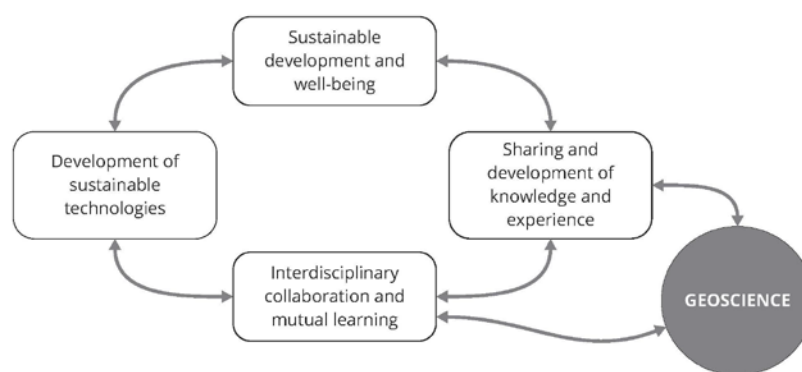 Sustainable
development and
well-being
Development of
sustainable
technologies
Sharing and
development of
knowledge and
experience
Interdisciplinary
collaboration and
mutual learning
GEOSCIENCE